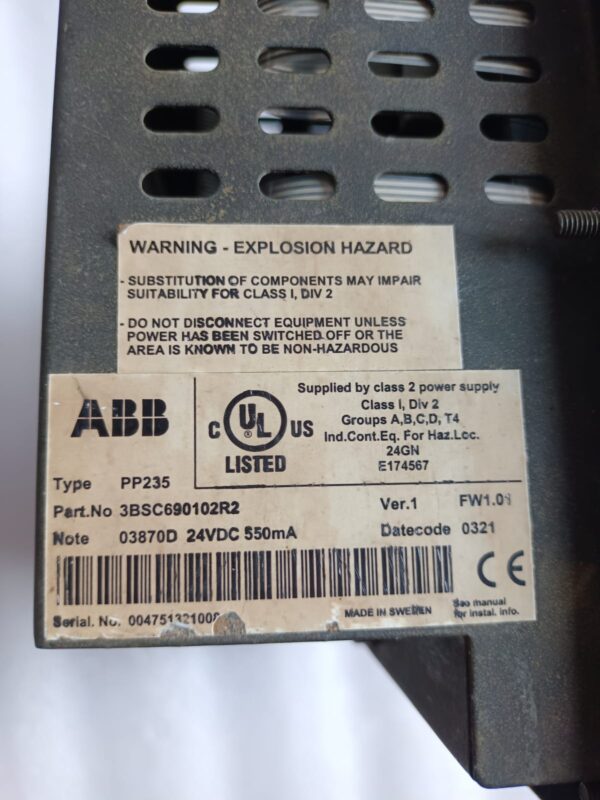 WARNING - EXPLOSION HAZARD
- SUBSTITUTION OF COMPONENTS MAY IMPAIR
SUITABILITY FOR CLASS I, DIV 2
- DO NOT DISCONNECT EQUIPMENT UNLESS
POWER HAS BEEN SWITCHED OFF OR THE
AREA IS KNOWN TO BE NON-HAZARDOUS
ABB
C UL US
LISTED
Supplied by class 2 power supply
Class I, Div 2
Groups A,B,C,D, T4
Ind.Cont.Eq. For Haz.Loc.
24GN
E174567
Type PP235
Part.No 3BSC690102R2 Ver.1
Note 03870D 24VDC 550mA Datecode 0321
CE
Serial. No. MADE IN SWEDEN
See manual
for instal. info.